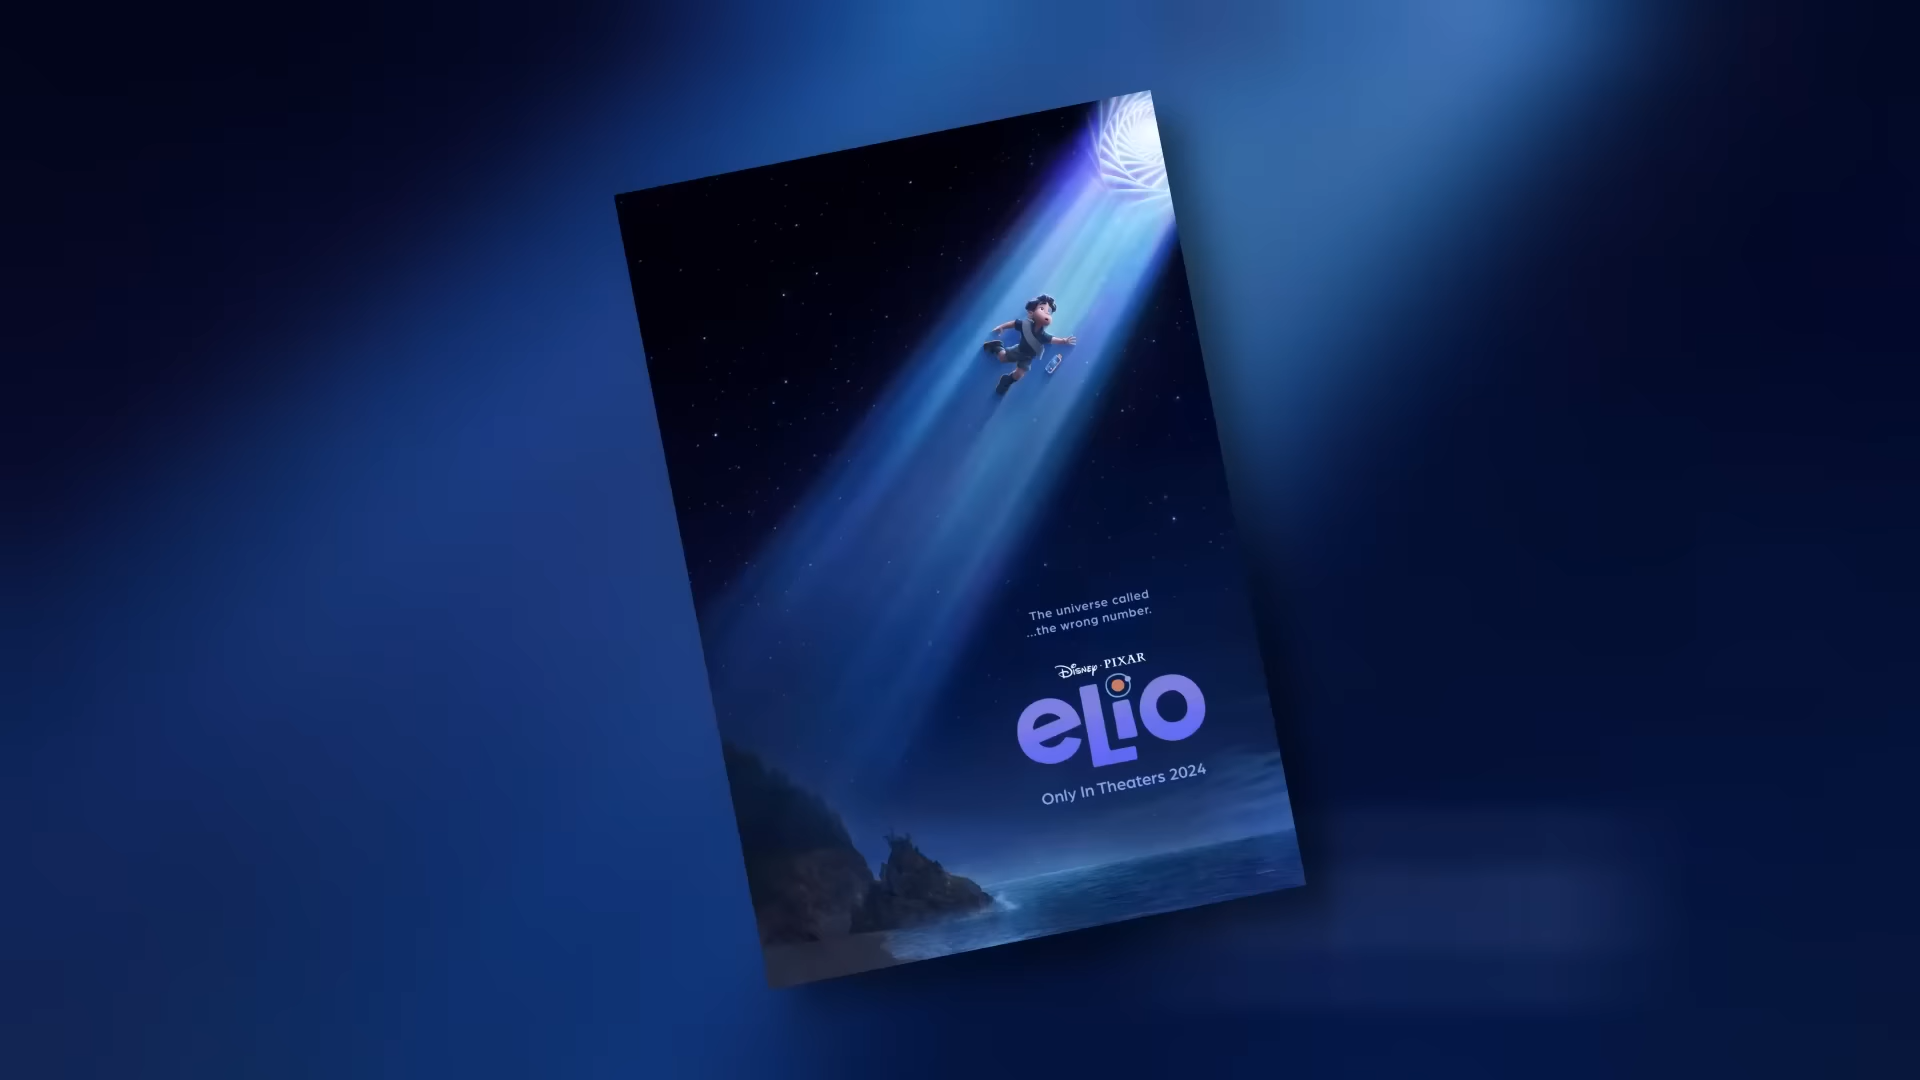 The universe called
...the wrong number.
Disney · PIXAR
eLiO
Only In Theaters 2024